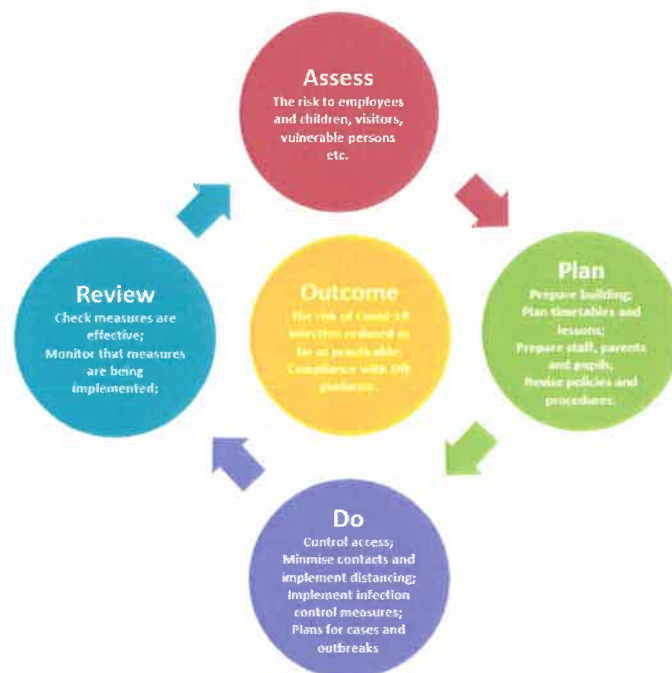 Assess
The risk to employees
and children, visitors,
vulnerable persons
etc.
Plan
Prepare building;
Plan timetables and
lessons;
Prepare staff, parents
and pupils;
Revise policies and
procedures.
Do
Control access;
Minmise contacts and
implement distancing;
Implement infection
control measures;
Plans for cases and
outbreaks
Review
Check measures are
effective;
Monitor that measures
are being
implemented;
Outcome
The risk of Covid-19
infection reduced as
far as practicable;
Compliance with
guidance.